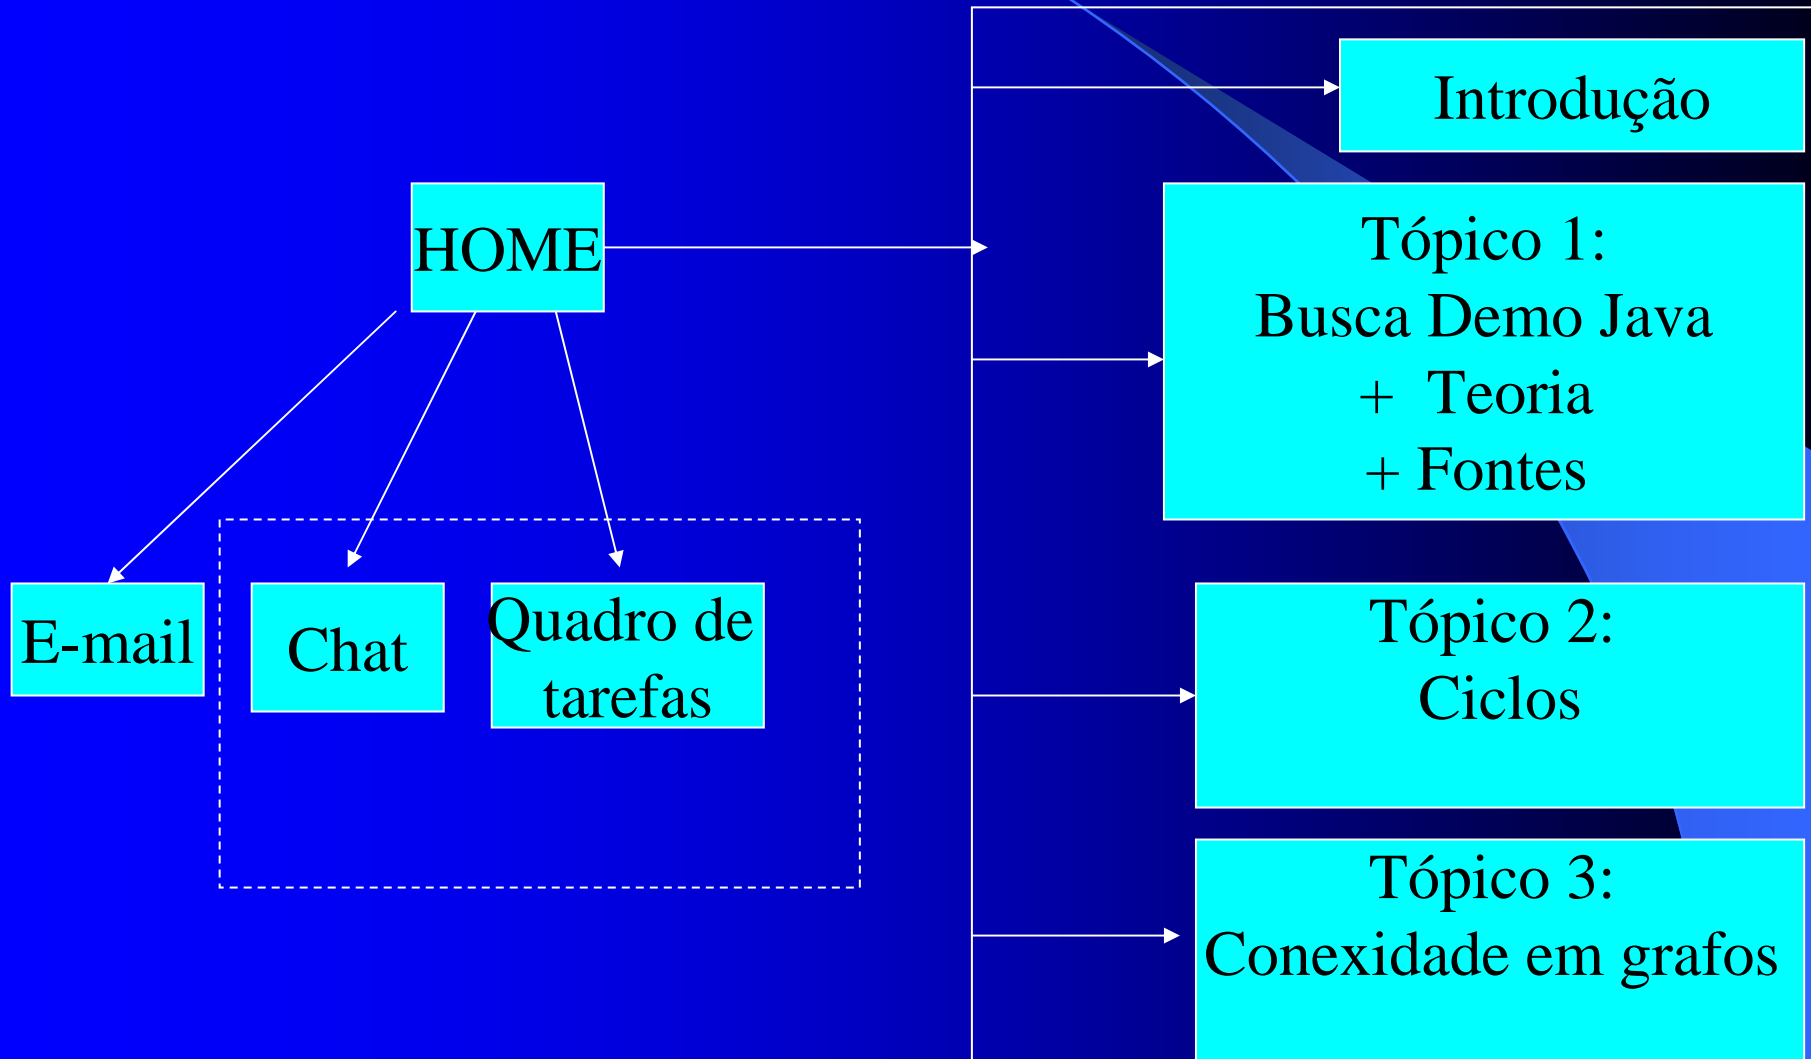 HOME
E-mail
Chat
Quadro de
tarefas
Introdução
Tópico 1:
Busca Demo Java
+ Teoria
+ Fontes
Tópico 2:
Ciclos
Tópico 3:
Conexidade em grafos